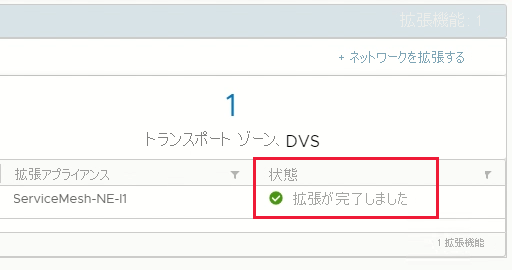 拡張機能 1
+ ネットワークを拡張する
1
トランスポート ゾーン、DVS
拡張アプライアンス 状態
ServiceMesh-NE-I1 拡張が完了しました
1 拡張機能